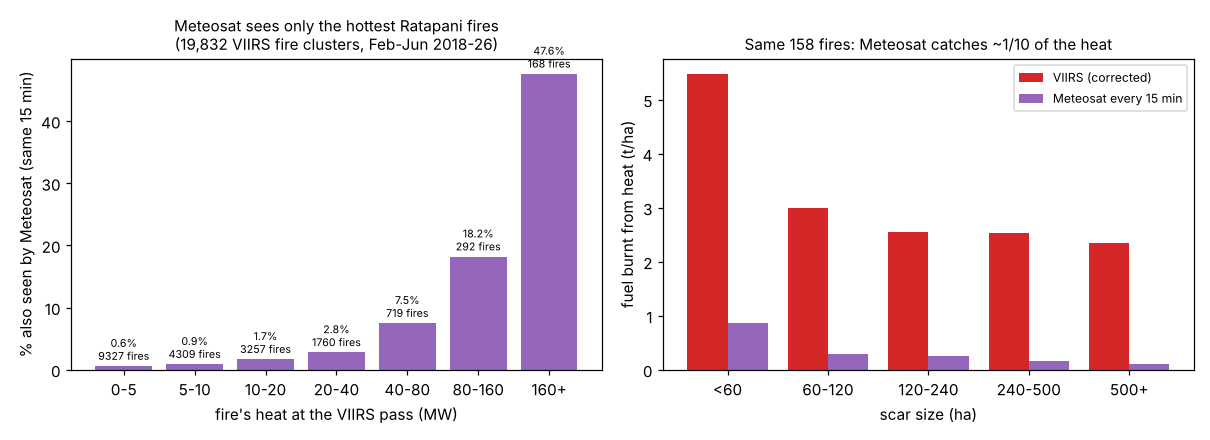 Meteosat sees only the hottest Ratapani fires
(19,832 VIIRS fire clusters, Feb-Jun 2018-26)
% also seen by Meteosat (same 15 min)
0
10
20
30
40
0.6%
9327 fires
0.9%
4309 fires
1.7%
3257 fires
2.8%
1760 fires
7.5%
719 fires
18.2%
292 fires
47.6%
168 fires
0-5
5-10
10-20
20-40
40-80
80-160
160+
fire's heat at the VIIRS pass (MW)
Same 158 fires: Meteosat catches ~1/10 of the heat
VIIRS (corrected)
Meteosat every 15 min
fuel burnt from heat (t/ha)
0
1
2
3
4
5
<60
60-120
120-240
240-500
500+
scar size (ha)